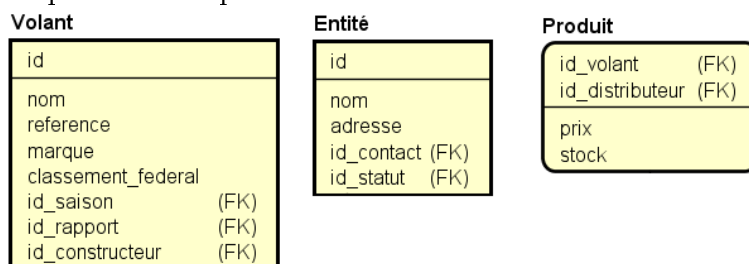 Volant
id
nom
reference
marque
classement_federal
id_saison (FK)
id_rapport (FK)
id_constructeur (FK)
Entité
id
nom
adresse
id_contact (FK)
id_statut (FK)
Produit
id_volant (FK)
id_distributeur (FK)
prix
stock